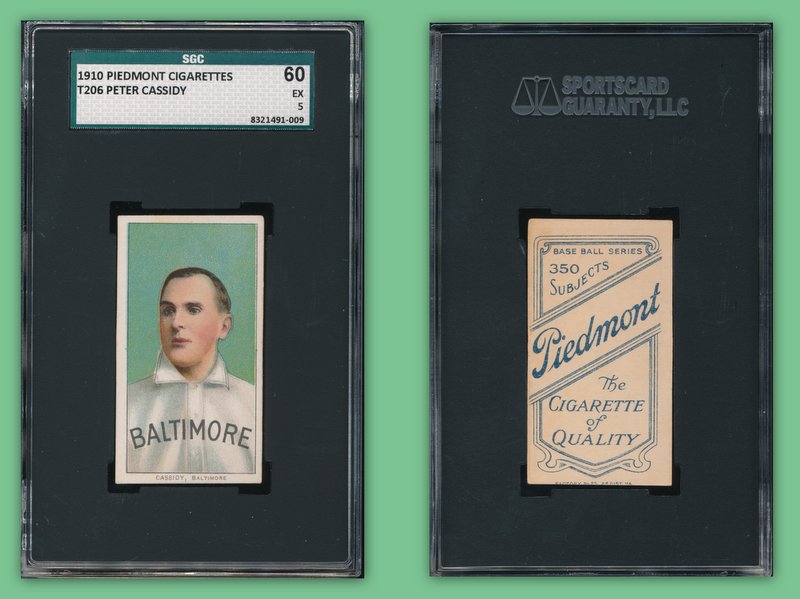 SGC
1910 PIEDMONT CIGARETTES 60
T206 PETER CASSIDY EX
5
8321491-009
BALTIMORE
CASSIDY, BALTIMORE
SPORTSCARD
GUARANTY, LLC
BASE BALL SERIES
350
SUBJECTS
Piedmont
The
CIGARETTE
of
QUALITY